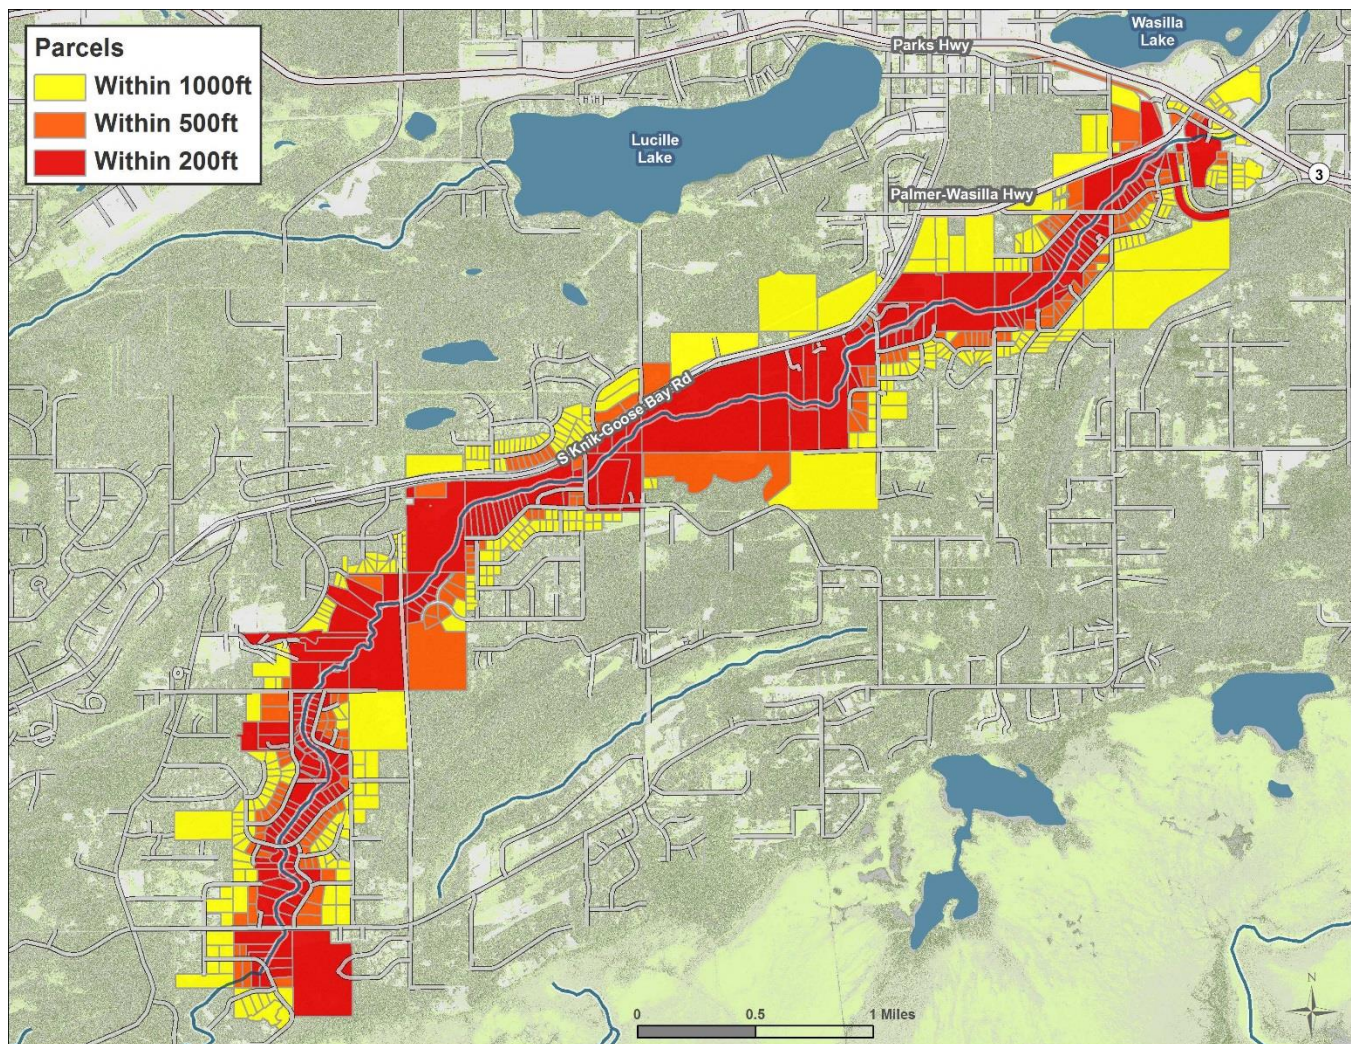 Parcels
Within 1000ft
Within 500ft
Within 200ft
Wasilla
Lake
Parks Hwy
Lucille
Lake
3
Palmer-Wasilla Hwy
S Knik-Goose Bay Rd
N
0 0.5 1 Miles